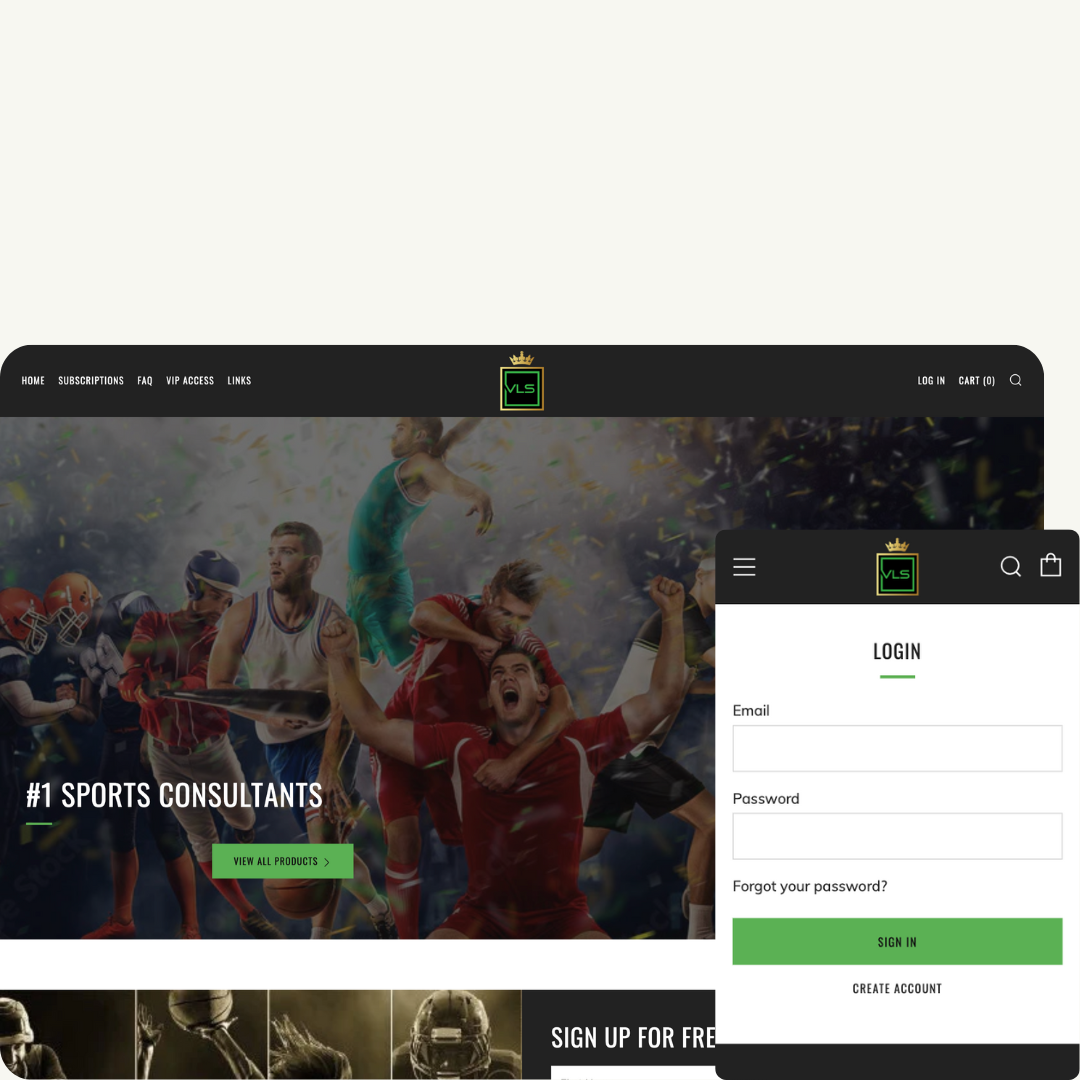 HOME SUBSCRIPTIONS FAQ VIP ACCESS LINKS
VLS
LOG IN CART (0)
#1 SPORTS CONSULTANTS
VIEW ALL PRODUCTS
SIGN UP FOR FRE
VLS
LOGIN
Email
Password
Forgot your password?
SIGN IN
CREATE ACCOUNT